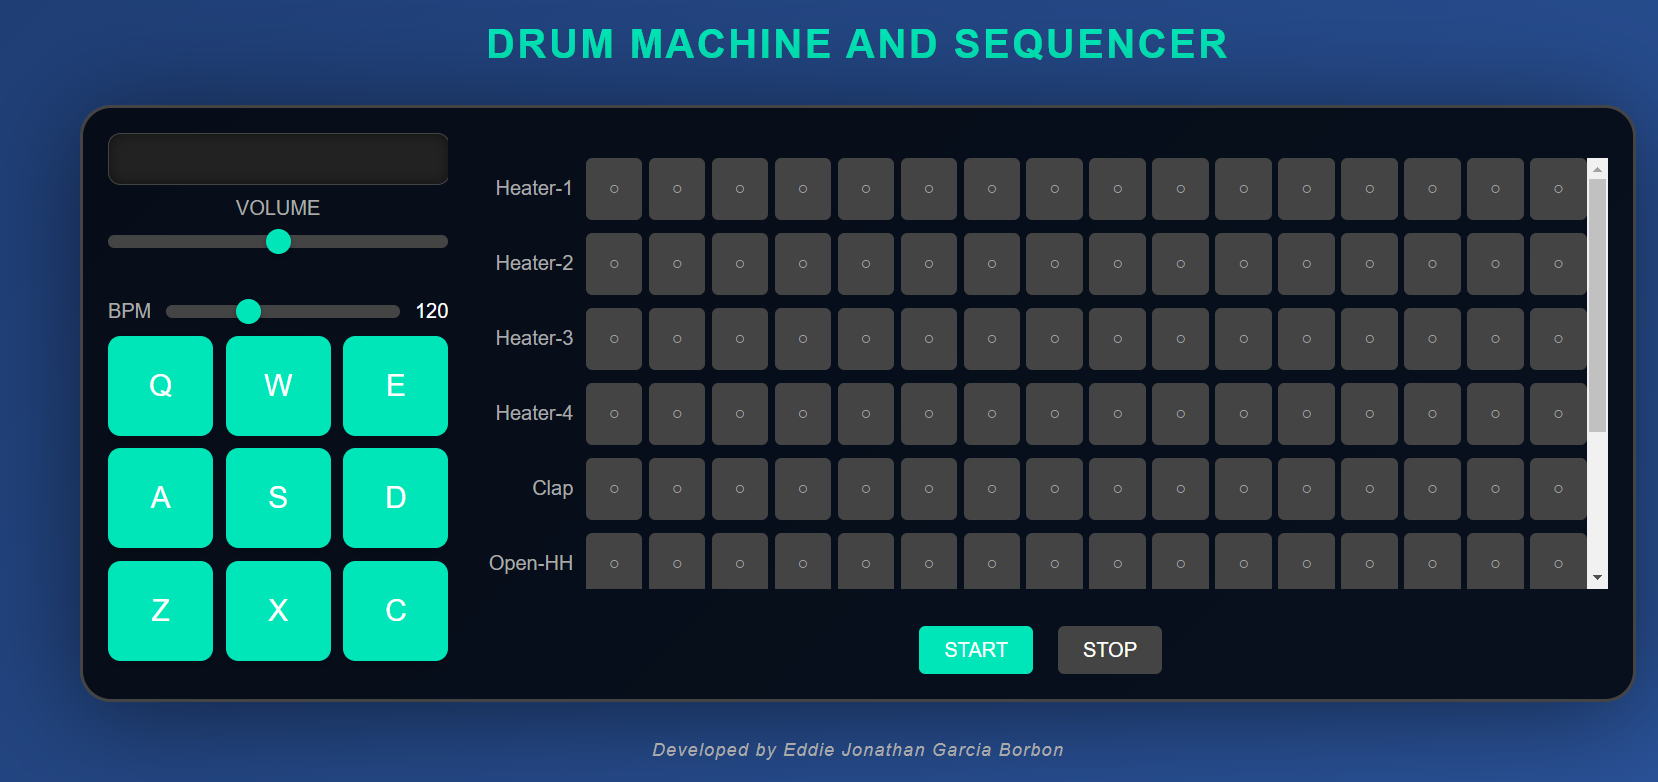 DRUM MACHINE AND SEQUENCER
VOLUME
BPM 120
Q W E
A S D
Z X C
Heater-1 ○ ○ ○ ○ ○ ○ ○ ○ ○ ○ ○ ○ ○ ○ ○ ○
Heater-2 ○ ○ ○ ○ ○ ○ ○ ○ ○ ○ ○ ○ ○ ○ ○ ○
Heater-3 ○ ○ ○ ○ ○ ○ ○ ○ ○ ○ ○ ○ ○ ○ ○ ○
Heater-4 ○ ○ ○ ○ ○ ○ ○ ○ ○ ○ ○ ○ ○ ○ ○ ○
Clap ○ ○ ○ ○ ○ ○ ○ ○ ○ ○ ○ ○ ○ ○ ○ ○
Open-HH ○ ○ ○ ○ ○ ○ ○ ○ ○ ○ ○ ○ ○ ○ ○ ○
START STOP
Developed by Eddie Jonathan Garcia Borbon